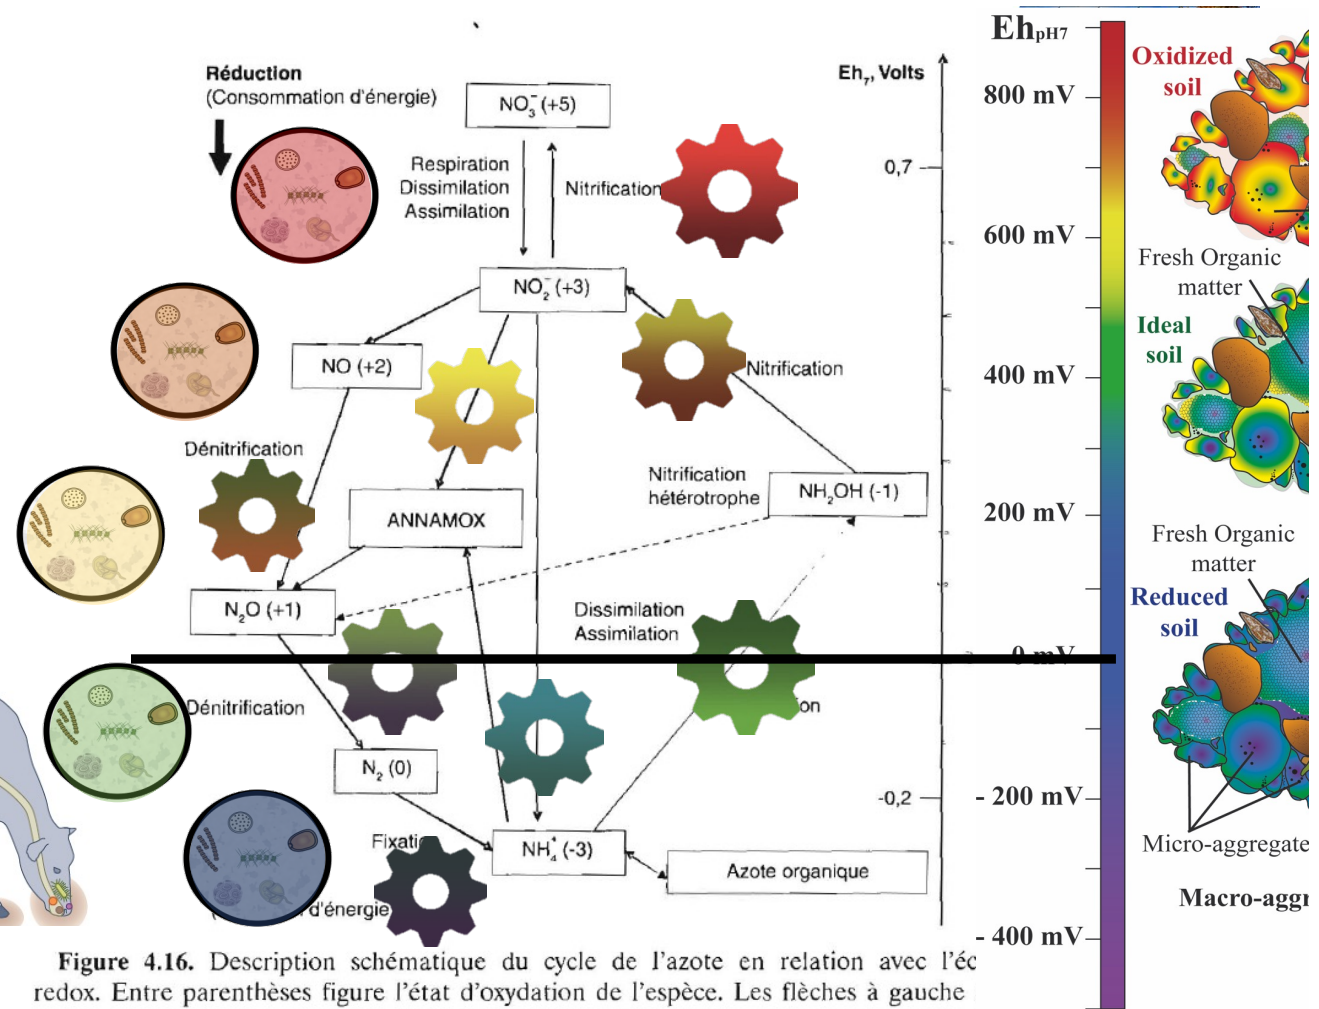 Réduction
(Consommation d'énergie)
NO₃⁻ (+5)
Respiration
Dissimilation
Assimilation
Nitrification
NO₂⁻ (+3)
NO (+2)
Nitrification
Dénitrification
Nitrification
hétérotrophe
NH₂OH (-1)
ANNAMOX
N₂O (+1)
Dissimilation
Assimilation
Dénitrification
N₂ (0)
NH₄⁺ (-3)
Azote organique
d'énergie
Eh₇, Volts
0,7
-0,2
Figure 4.16. Description schématique du cycle de l'azote en relation avec l'éc
redox. Entre parenthèses figure l'état d'oxydation de l'espèce. Les flèches à gauche
EhpH7
800 mV
600 mV
400 mV
200 mV
0 mV
- 200 mV
- 400 mV
Oxidized
soil
Fresh Organic
matter
Ideal
soil
Fresh Organic
matter
Reduced
soil
Micro-aggregate
Macro-aggr